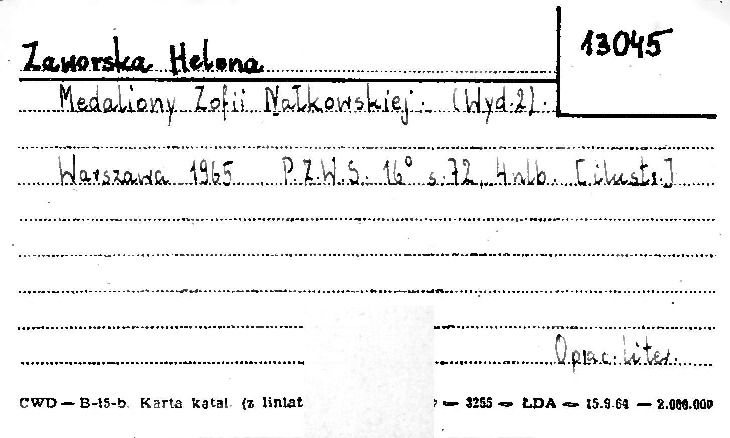 13045
Zaworska Helena
Medaliony Zofii Nałkowskiej. (Wyd.2).
Warszawa 1965 P.Z.W.S. 16° s.72, 4nlb. [ilustr.]
Oprac. liter.
CWD — B-15-b. Karta katal. (z liniat — 3255 — ŁDA — 15.9.64 — 2.000.000